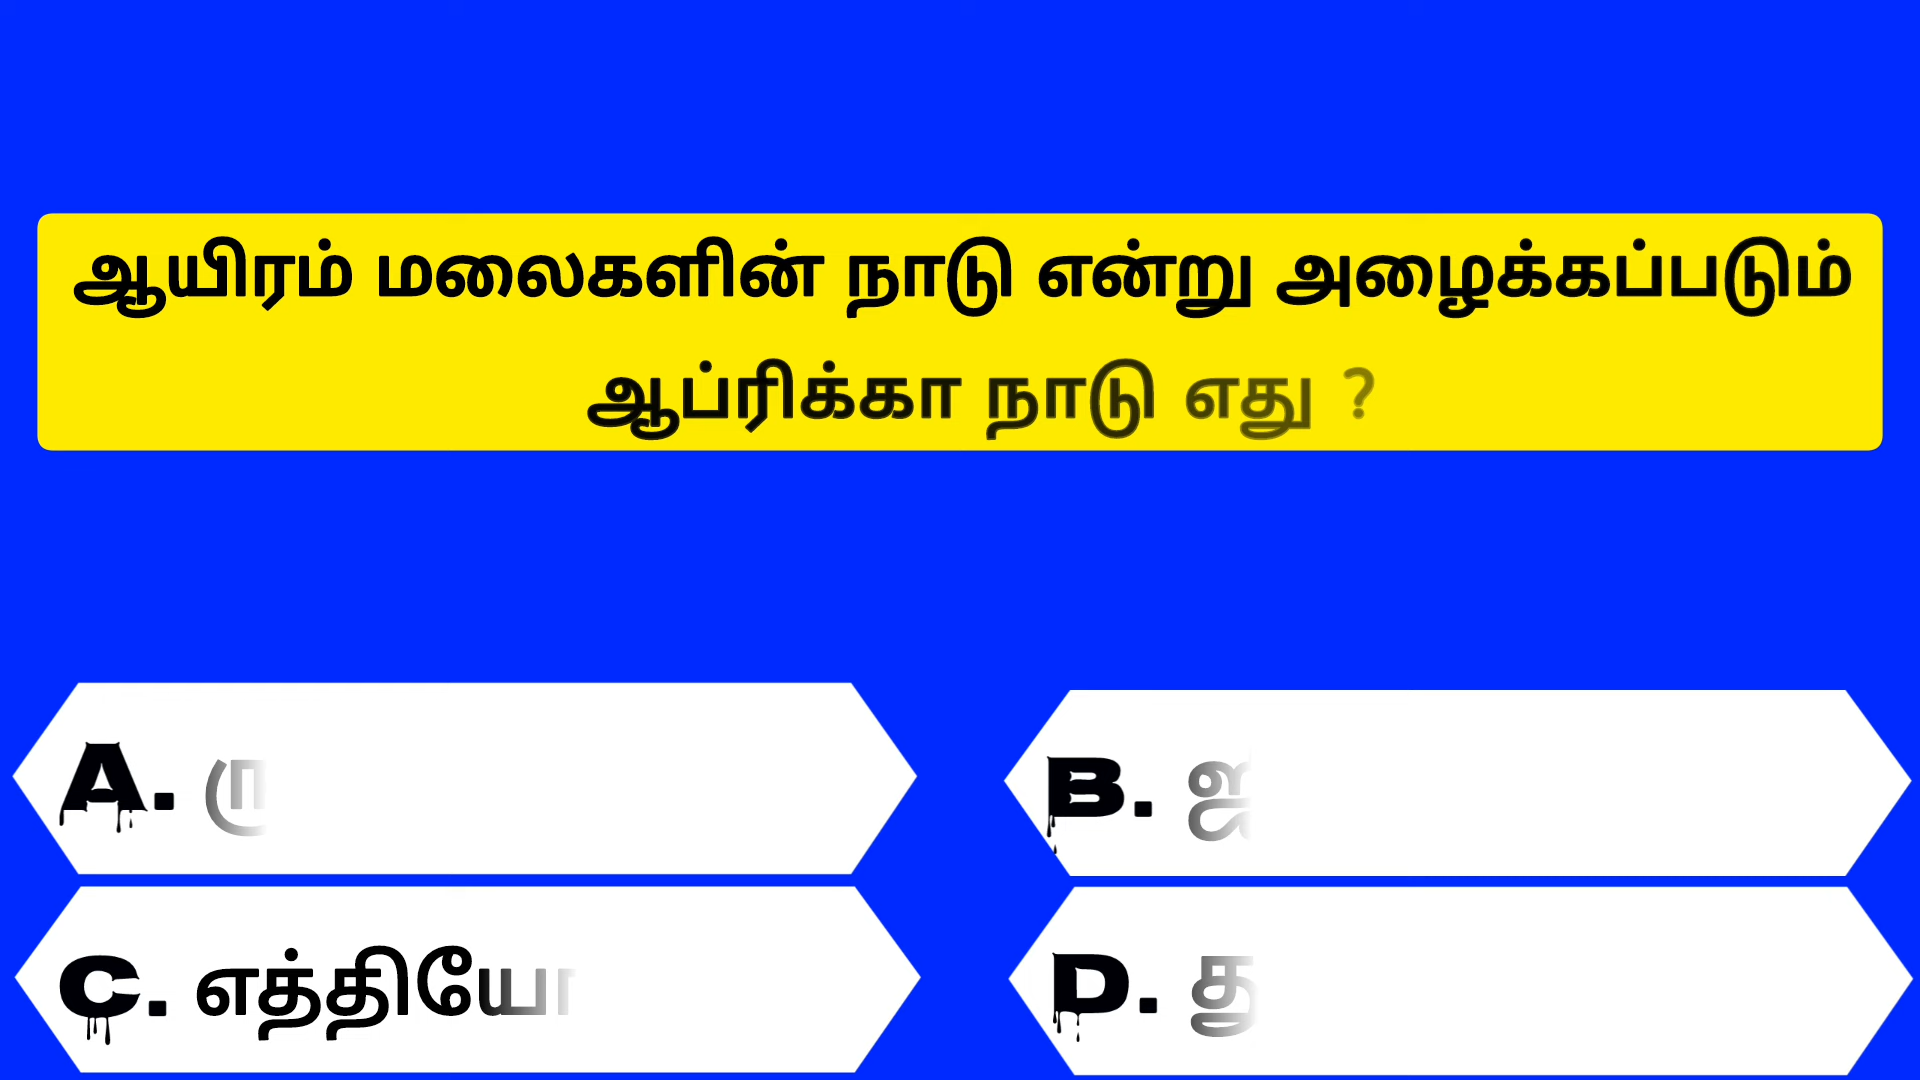 ஆயிரம் மலைகளின் நாடு என்று அழைக்கப்படும்
ஆப்ரிக்கா நாடு எது ?
A.
B.
C. எத்தியோ
D.